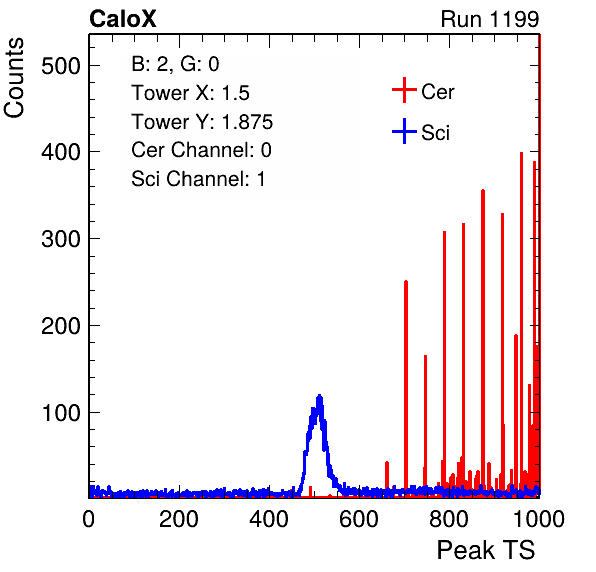 CaloX Run 1199
Counts
500
400
300
200
100
B: 2, G: 0
Tower X: 1.5
Tower Y: 1.875
Cer Channel: 0
Sci Channel: 1
Cer
Sci
0 200 400 600 800 1000
Peak TS